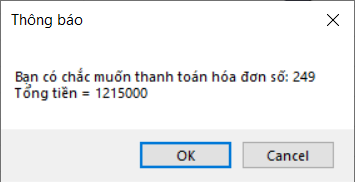 Thông báo
Bạn có chắc muốn thanh toán hóa đơn số: 249
Tổng tiền = 1215000
OK Cancel